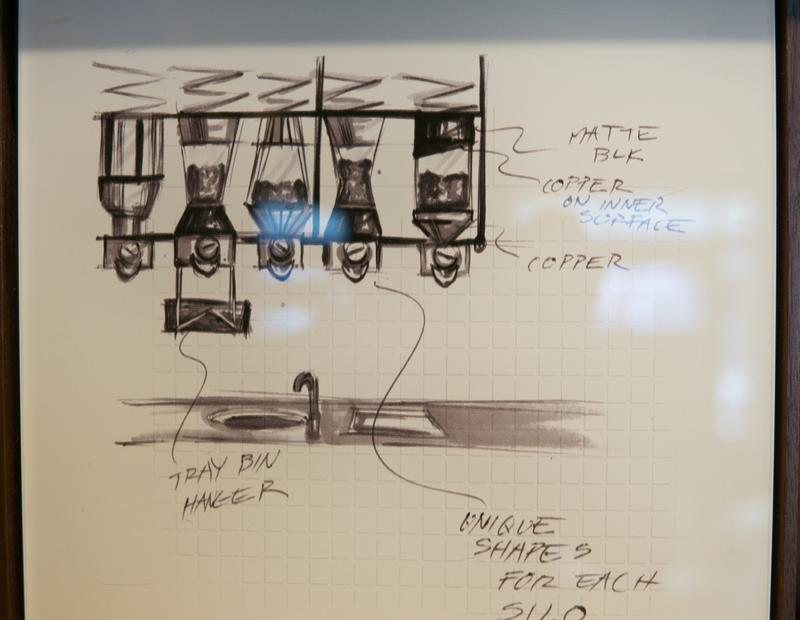 MATTE
BLK
COPPER
ON INNER
SURFACE
COPPER
TRAY BIN
HANGER
UNIQUE
SHAPES
FOR EACH
SILO